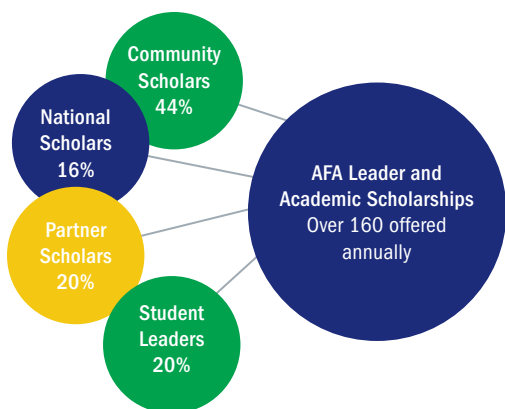 Community
Scholars
44%
National
Scholars
16%
Partner
Scholars
20%
Student
Leaders
20%
AFA Leader and
Academic Scholarships
Over 160 offered
annually